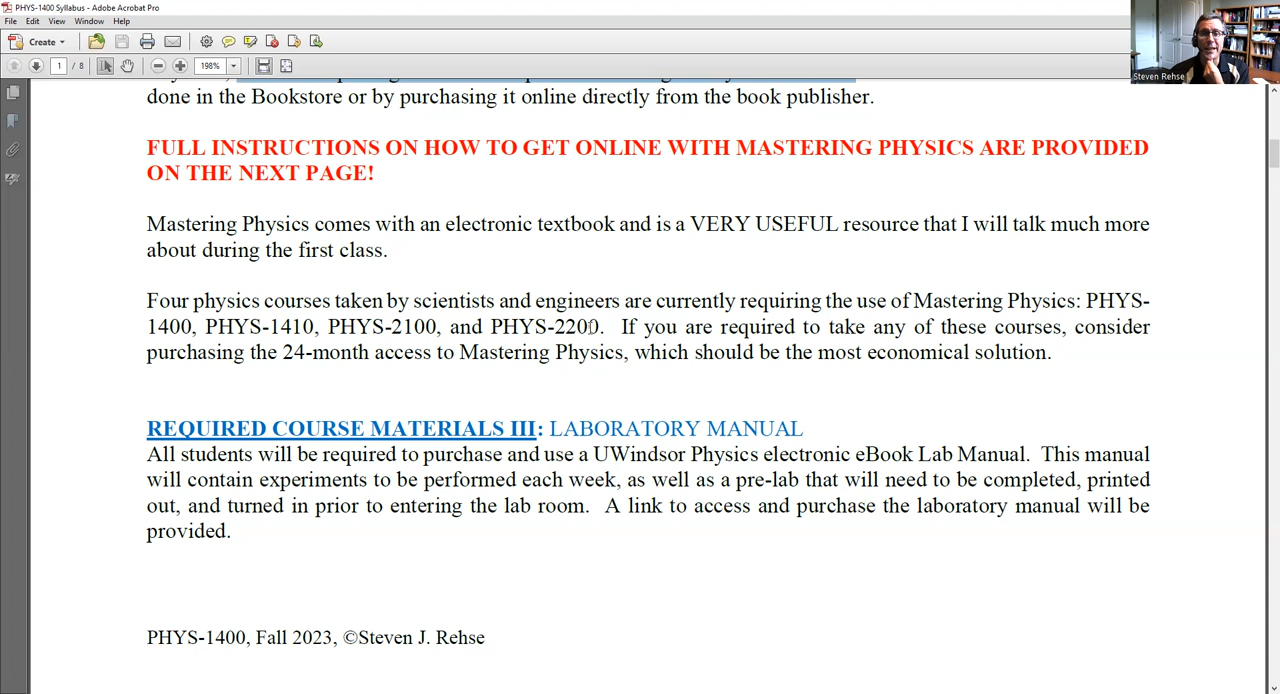 PHYS-1400 Syllabus - Adobe Acrobat Pro
File Edit View Window Help
Create
1 / 8 198%
Steven Rehse
done in the Bookstore or by purchasing it online directly from the book publisher.
FULL INSTRUCTIONS ON HOW TO GET ONLINE WITH MASTERING PHYSICS ARE PROVIDED
ON THE NEXT PAGE!
Mastering Physics comes with an electronic textbook and is a VERY USEFUL resource that I will talk much more
about during the first class.
Four physics courses taken by scientists and engineers are currently requiring the use of Mastering Physics: PHYS-
1400, PHYS-1410, PHYS-2100, and PHYS-2200. If you are required to take any of these courses, consider
purchasing the 24-month access to Mastering Physics, which should be the most economical solution.
REQUIRED COURSE MATERIALS III: LABORATORY MANUAL
All students will be required to purchase and use a UWindsor Physics electronic eBook Lab Manual. This manual
will contain experiments to be performed each week, as well as a pre-lab that will need to be completed, printed
out, and turned in prior to entering the lab room. A link to access and purchase the laboratory manual will be
provided.
PHYS-1400, Fall 2023, ©Steven J. Rehse